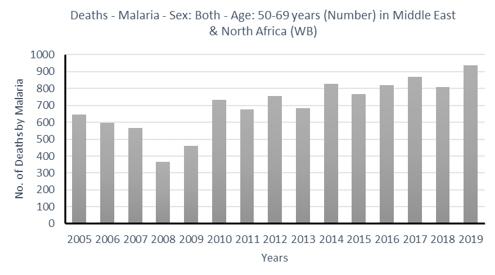 Deaths - Malaria - Sex: Both - Age: 50-69 years (Number) in Middle East
& North Africa (WB)
No. of Deaths by Malaria
1000
900
800
700
600
500
400
300
200
100
0
2005 2006 2007 2008 2009 2010 2011 2012 2013 2014 2015 2016 2017 2018 2019
Years